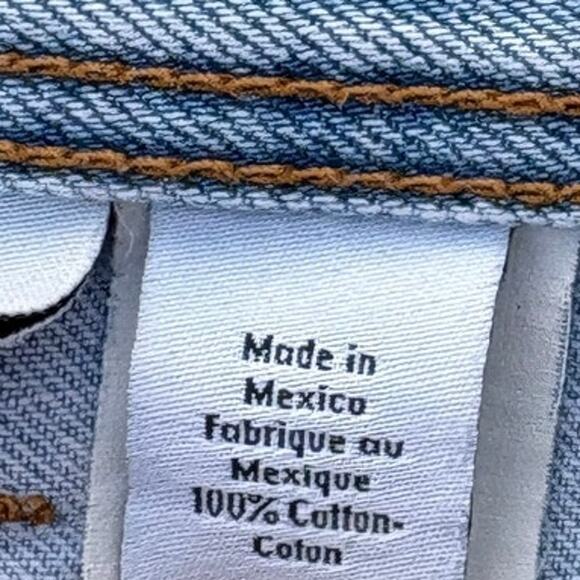 Made in
Mexico
Fabrique au
Mexique
100% Cotton-
Coton